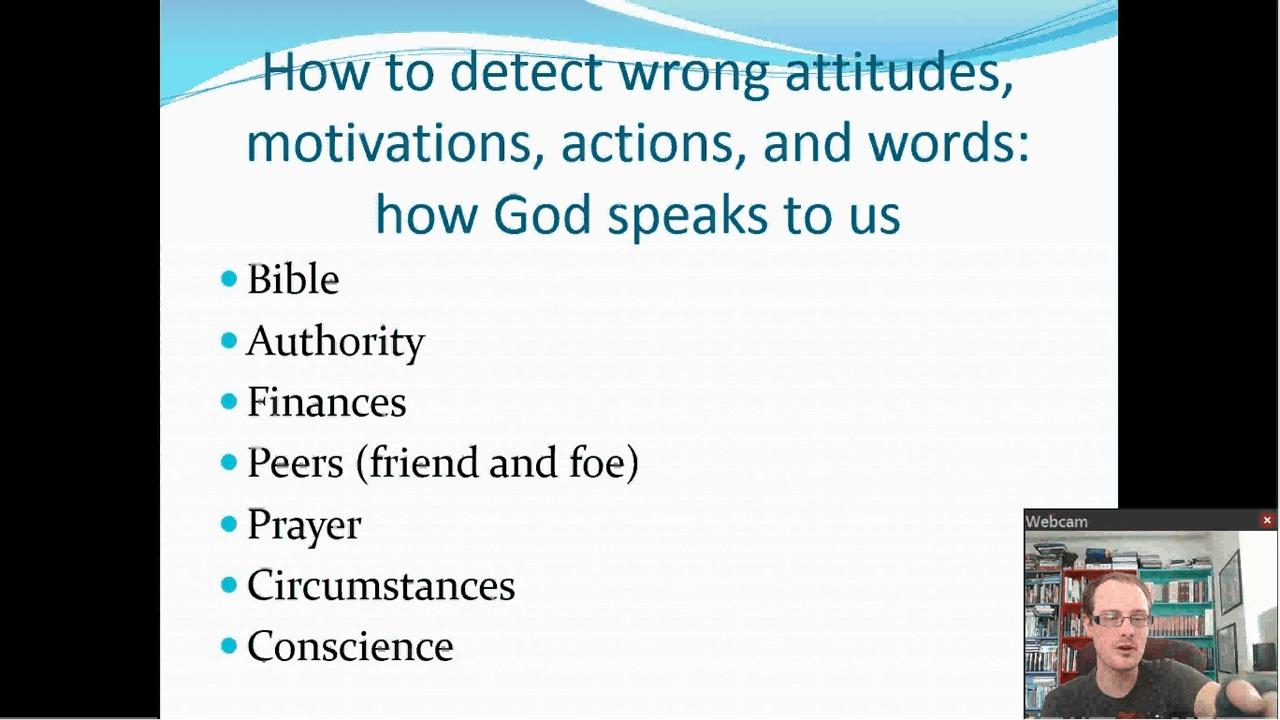 How to detect wrong attitudes,
motivations, actions, and words:
how God speaks to us
Bible
Authority
Finances
Peers (friend and foe)
Prayer
Circumstances
Conscience
Webcam